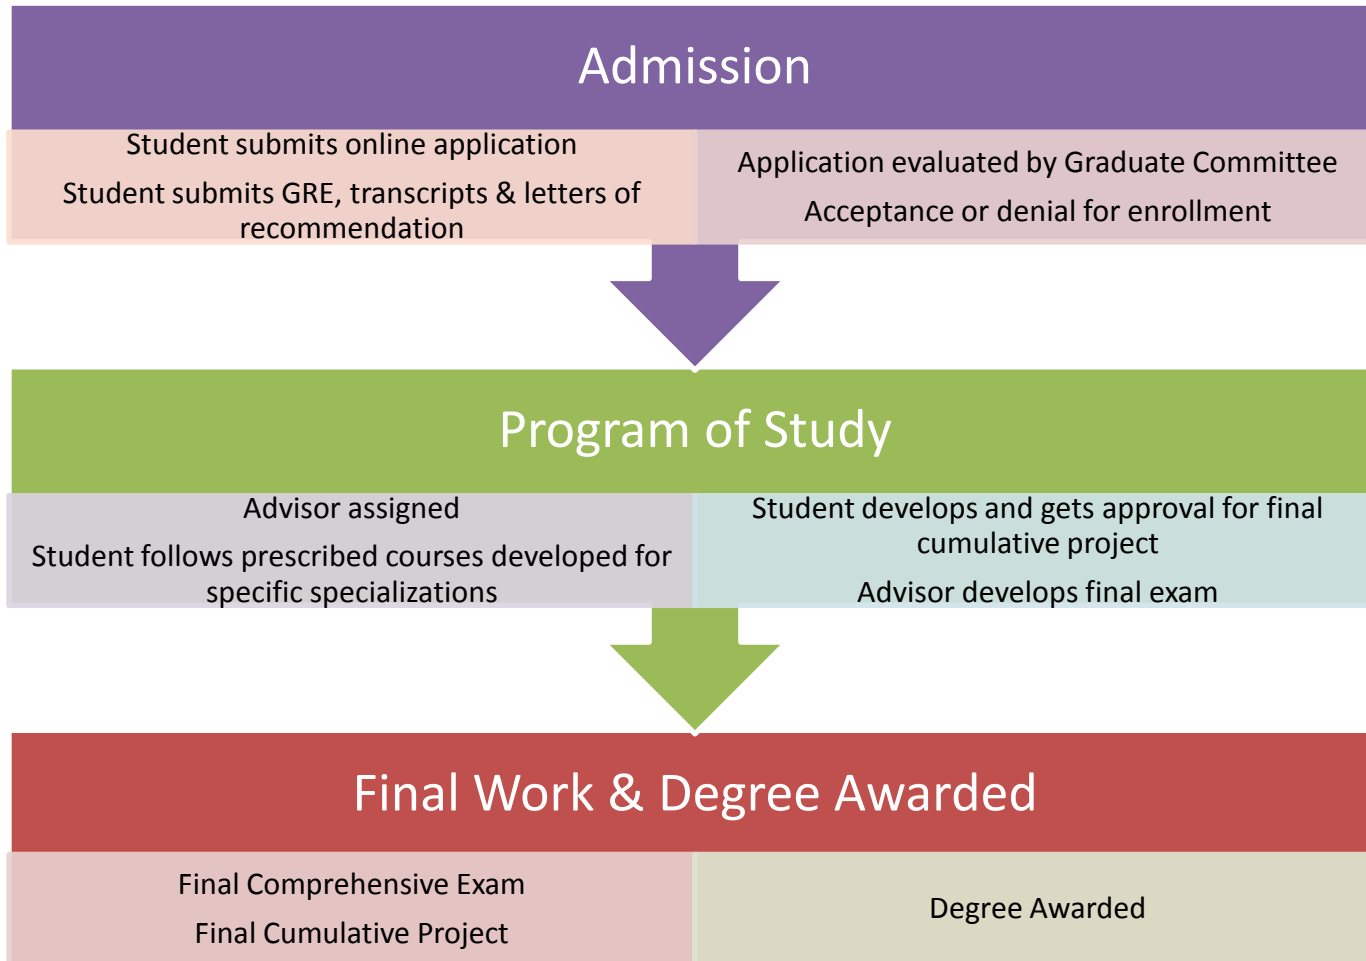 Admission
Student submits online application
Student submits GRE, transcripts & letters of
recommendation
Application evaluated by Graduate Committee
Acceptance or denial for enrollment
Program of Study
Advisor assigned
Student follows prescribed courses developed for
specific specializations
Student develops and gets approval for final
cumulative project
Advisor develops final exam
Final Work & Degree Awarded
Final Comprehensive Exam
Final Cumulative Project
Degree Awarded